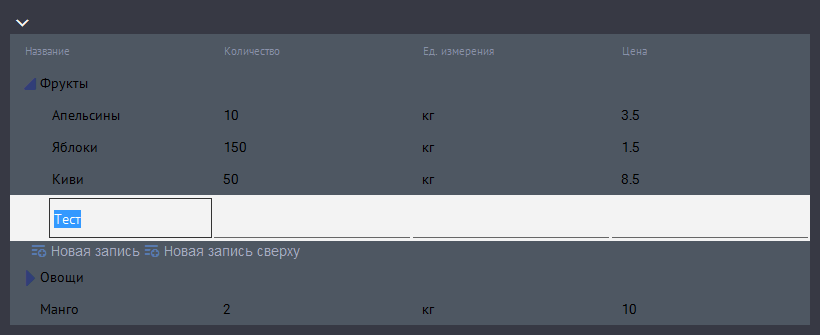 Название Количество Ед. измерения Цена
Фрукты
Апельсины 10 кг 3.5
Яблоки 150 кг 1.5
Киви 50 кг 8.5
Тест
Новая запись Новая запись сверху
Овощи
Манго 2 кг 10